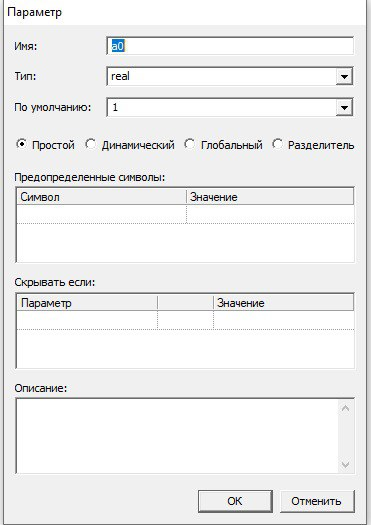 Параметр
Имя: a0
Тип: real
По умолчанию: 1
Простой Динамический Глобальный Разделитель
Предопределенные символы:
Символ Значение
Скрывать если:
Параметр Значение
Описание:
OK Отменить